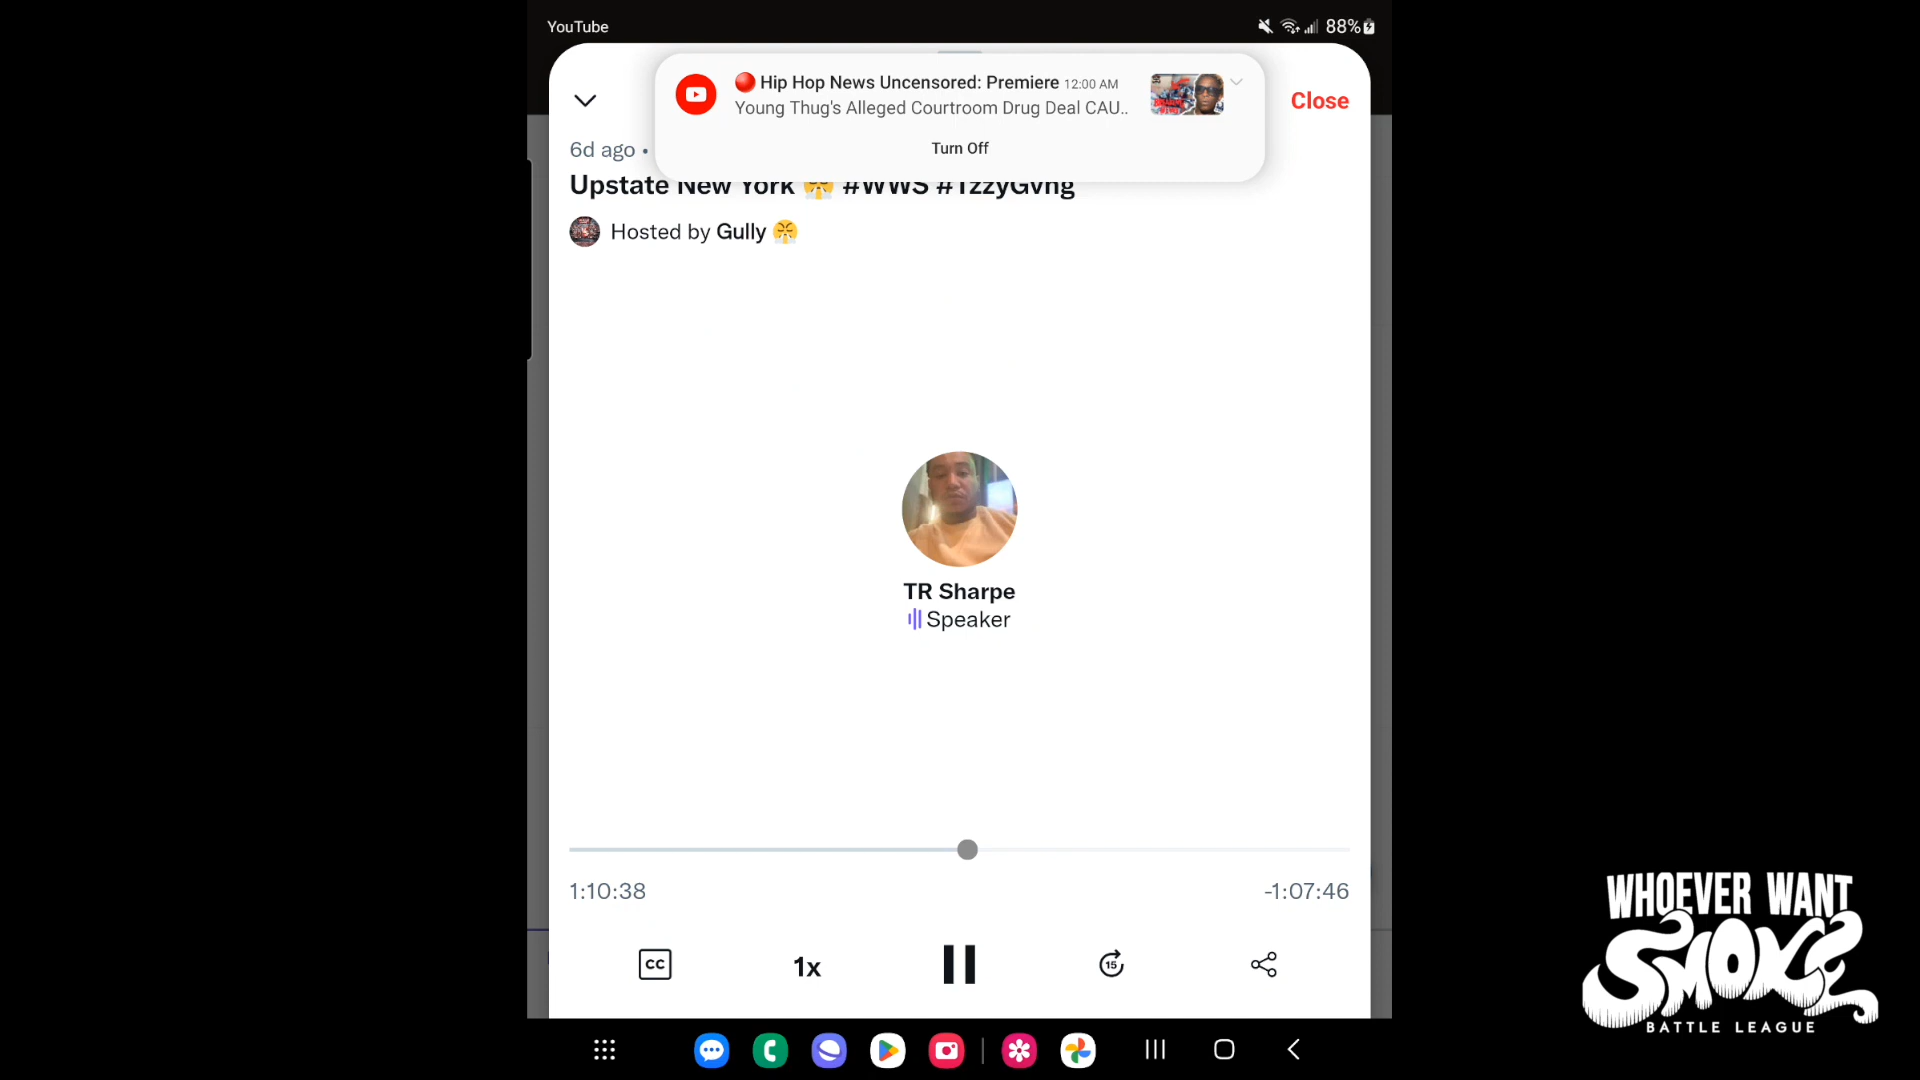 YouTube
88%
Hip Hop News Uncensored: Premiere 12:00 AM
Young Thug's Alleged Courtroom Drug Deal CAU..
Turn Off
Close
6d ago •
Upstate New York 😤 #WWS #TzzyGvng
Hosted by Gully 😤
TR Sharpe
Speaker
1:10:38
-1:07:46
CC
1x
15
WHOEVER WANT
SMOKE
BATTLE LEAGUE